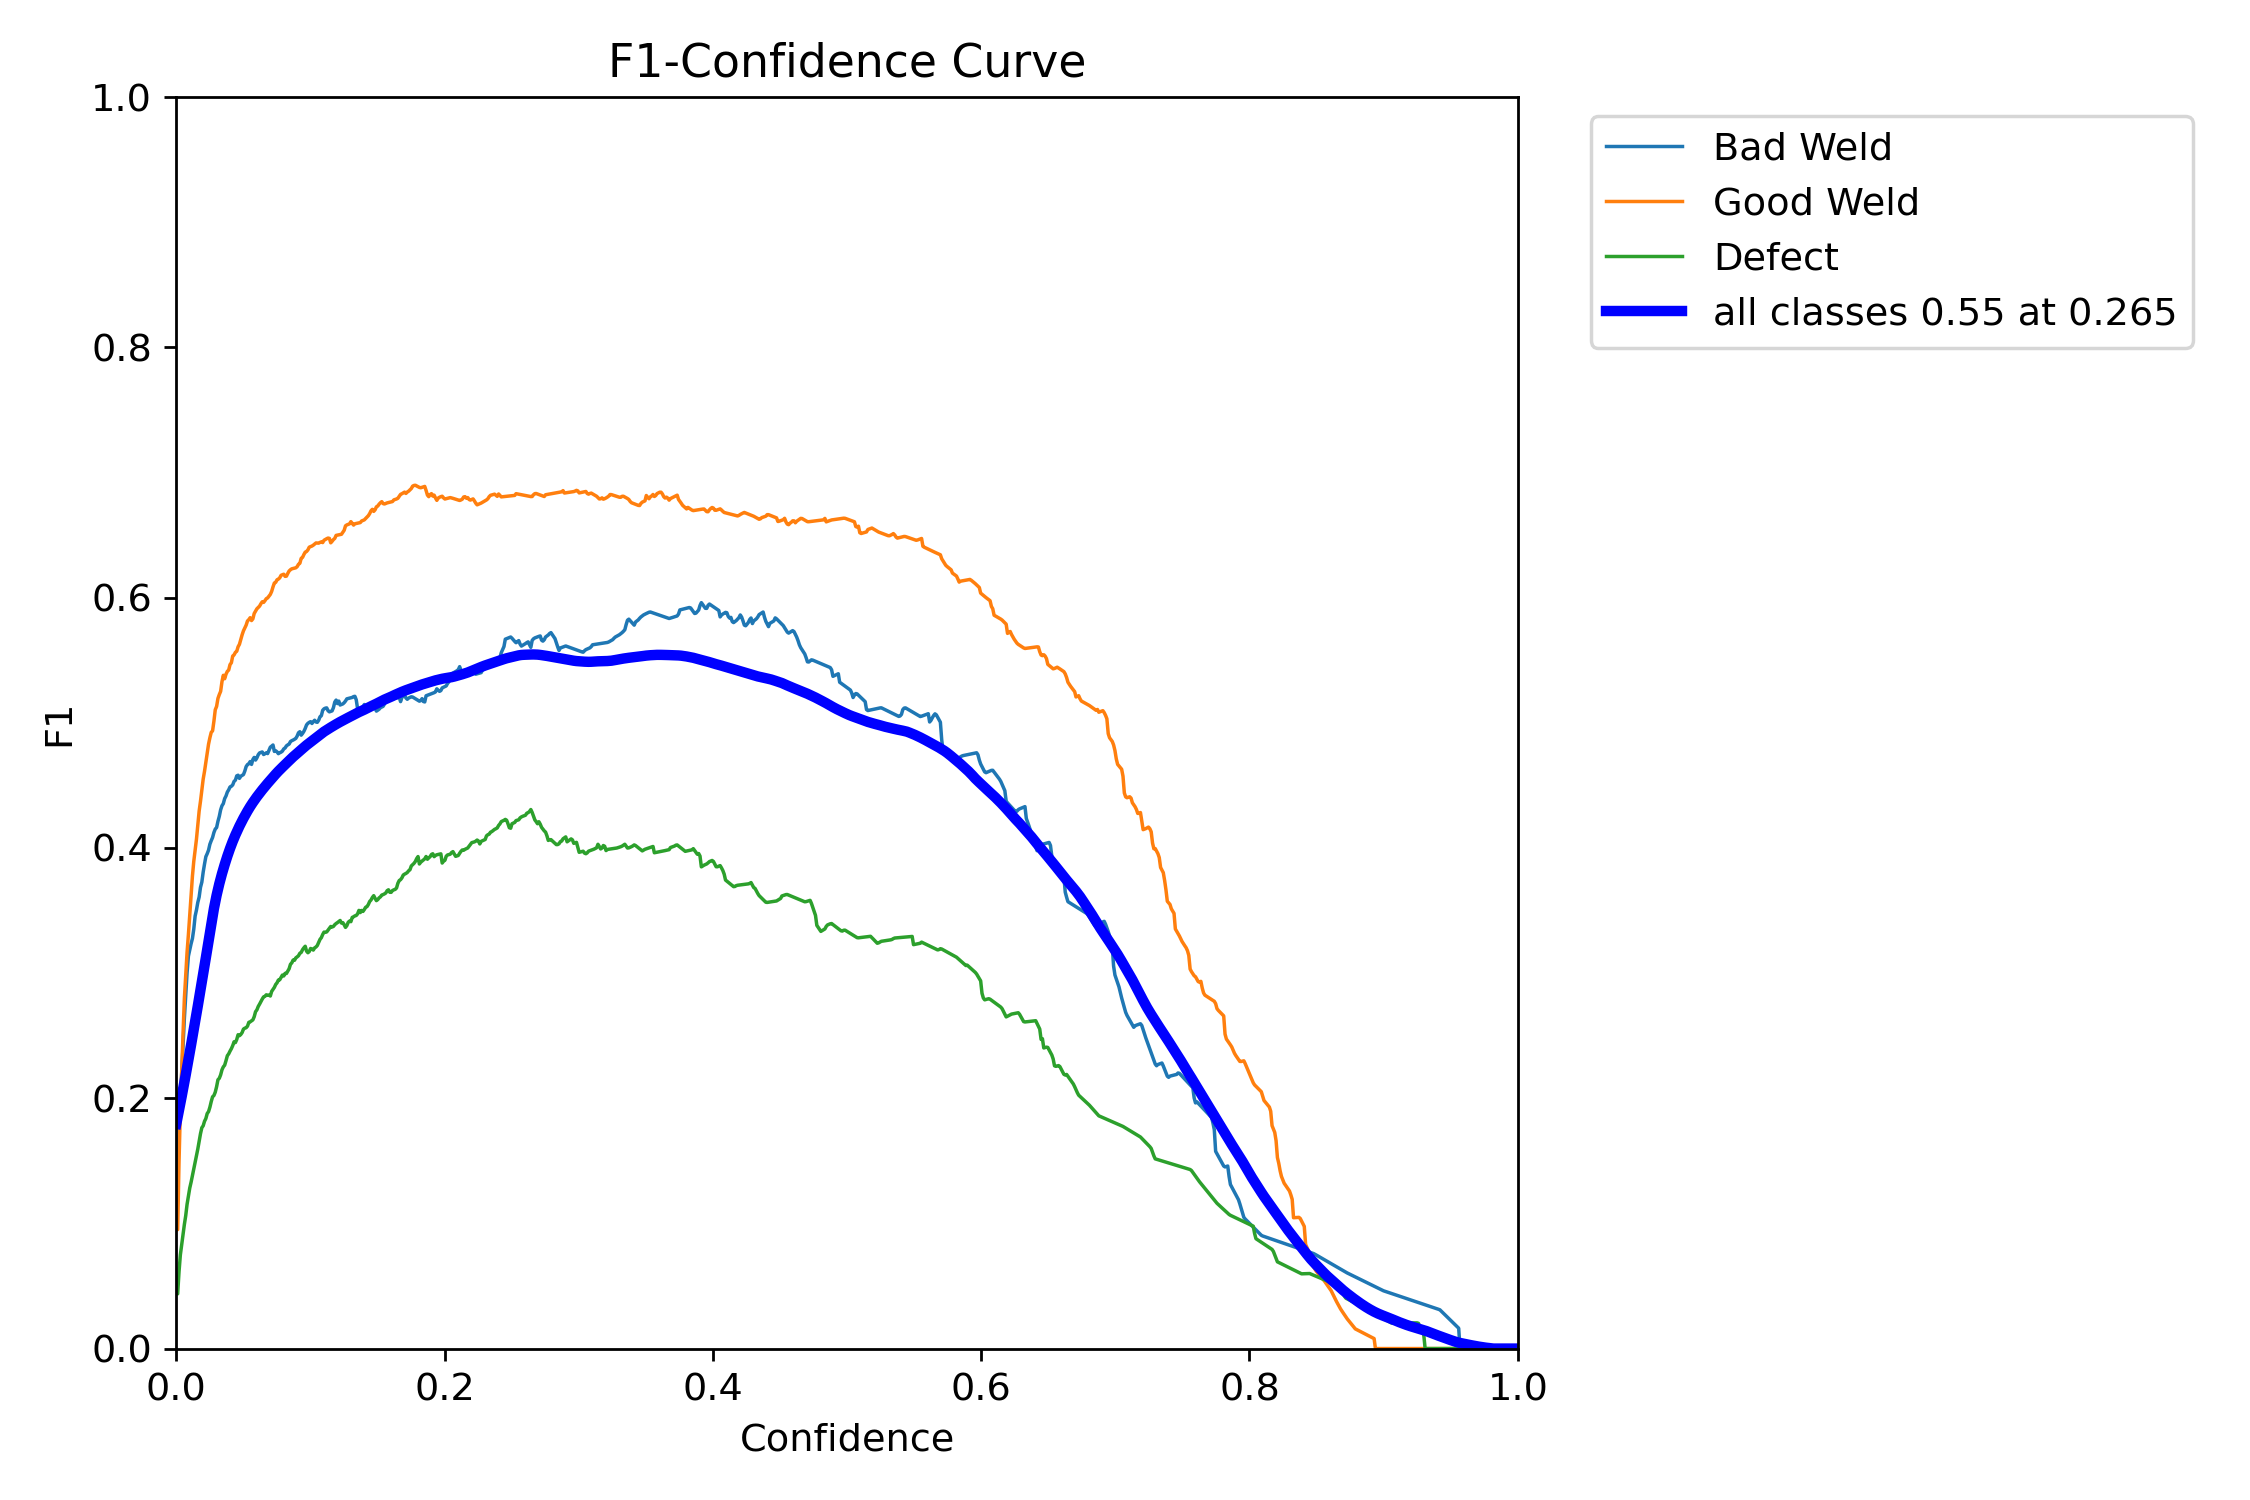 F1-Confidence Curve
1.0
0.8
0.6
0.4
0.2
0.0
F1
0.0 0.2 0.4 0.6 0.8 1.0
Confidence
Bad Weld
Good Weld
Defect
all classes 0.55 at 0.265